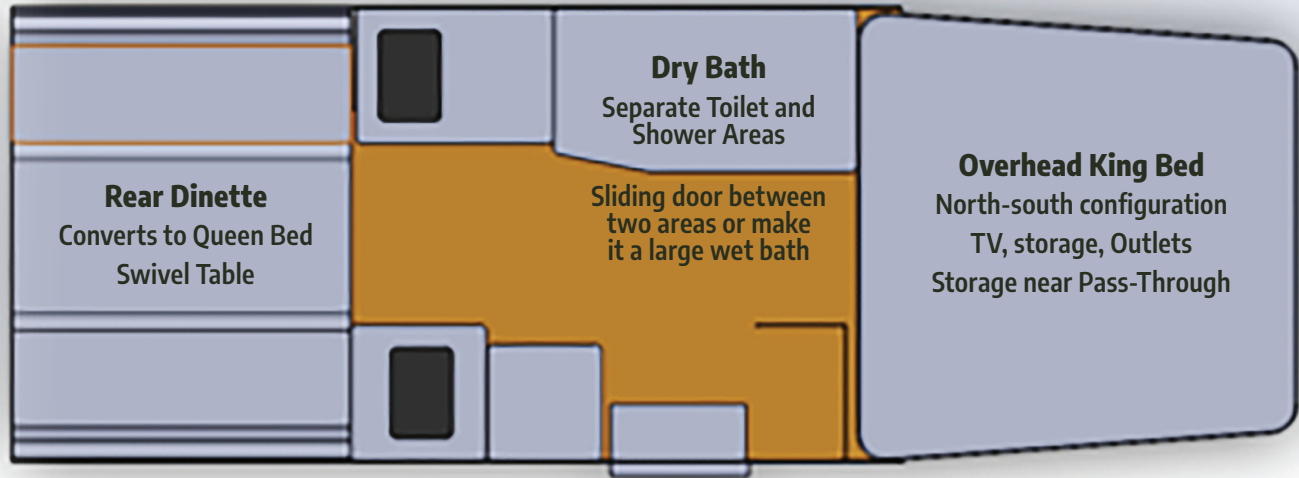 Dry Bath
Separate Toilet and
Shower Areas
Rear Dinette
Converts to Queen Bed
Swivel Table
Sliding door between
two areas or make
it a large wet bath
Overhead King Bed
North-south configuration
TV, storage, Outlets
Storage near Pass-Through